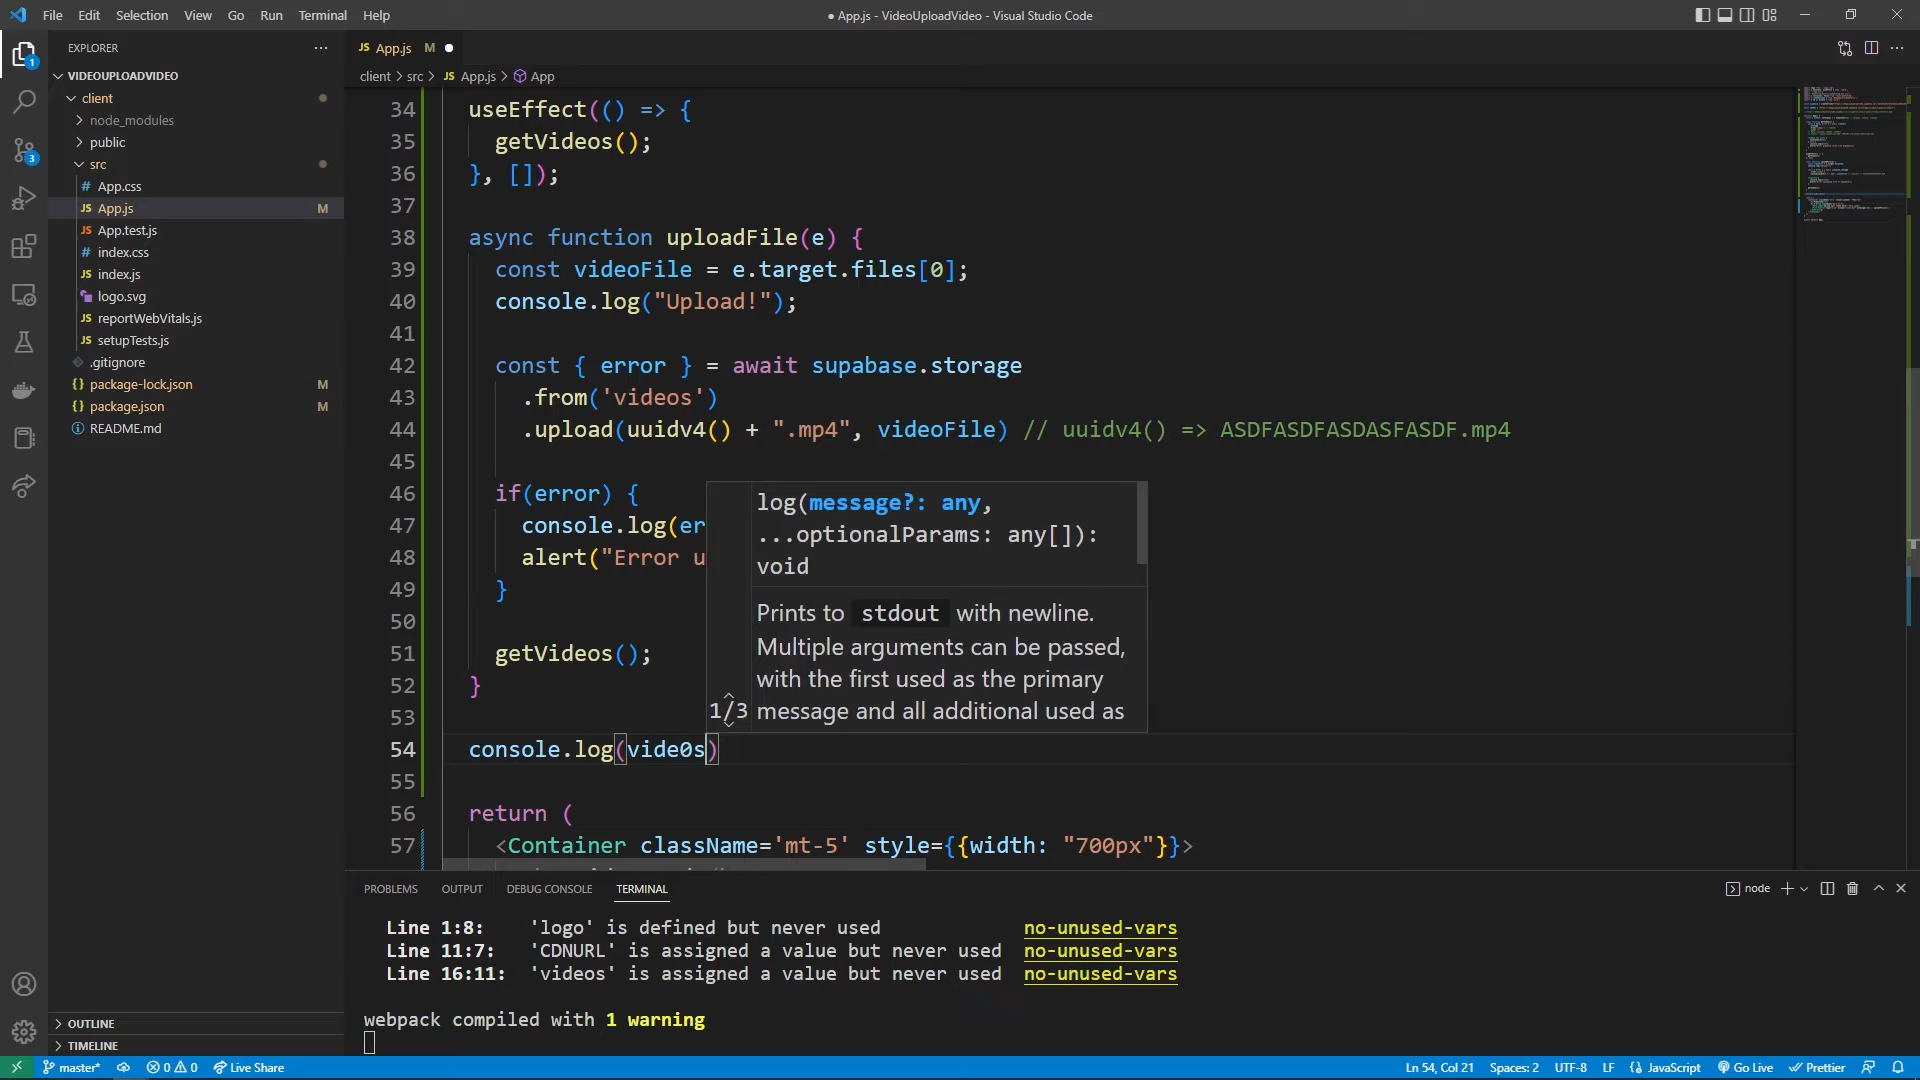 File Edit Selection View Go Run Terminal Help
● App.js - VideoUploadVideo - Visual Studio Code
EXPLORER
VIDEOUPLOADVIDEO
client
node_modules
public
src
# App.css
JS App.js M
JS App.test.js
# index.css
JS index.js
logo.svg
JS reportWebVitals.js
JS setupTests.js
.gitignore
{} package-lock.json M
{} package.json M
README.md
OUTLINE
TIMELINE
1
3
JS App.js M
client > src > JS App.js > App
34 useEffect(() => {
35 getVideos();
36 }, []);
37
38 async function uploadFile(e) {
39 const videoFile = e.target.files[0];
40 console.log("Upload!");
41
42 const { error } = await supabase.storage
43 .from('videos')
44 .upload(uuidv4() + ".mp4", videoFile) // uuidv4() => ASDFASDFASDASFASDF.mp4
45
46 if(error) {
47 console.log(er
48 alert("Error u
49 }
50
51 getVideos();
52 }
53
54 console.log(vide0s)
55
56 return (
57 <Container className='mt-5' style={{width: "700px"}}>
log(message?: any,
...optionalParams: any[]):
void
Prints to stdout with newline.
Multiple arguments can be passed,
with the first used as the primary
1/3 message and all additional used as
PROBLEMS OUTPUT DEBUG CONSOLE TERMINAL
node
Line 1:8: 'logo' is defined but never used no-unused-vars
Line 11:7: 'CDNURL' is assigned a value but never used no-unused-vars
Line 16:11: 'videos' is assigned a value but never used no-unused-vars
webpack compiled with 1 warning
master* 0 0 Live Share
Ln 54, Col 21 Spaces: 2 UTF-8 LF {} JavaScript Go Live Prettier